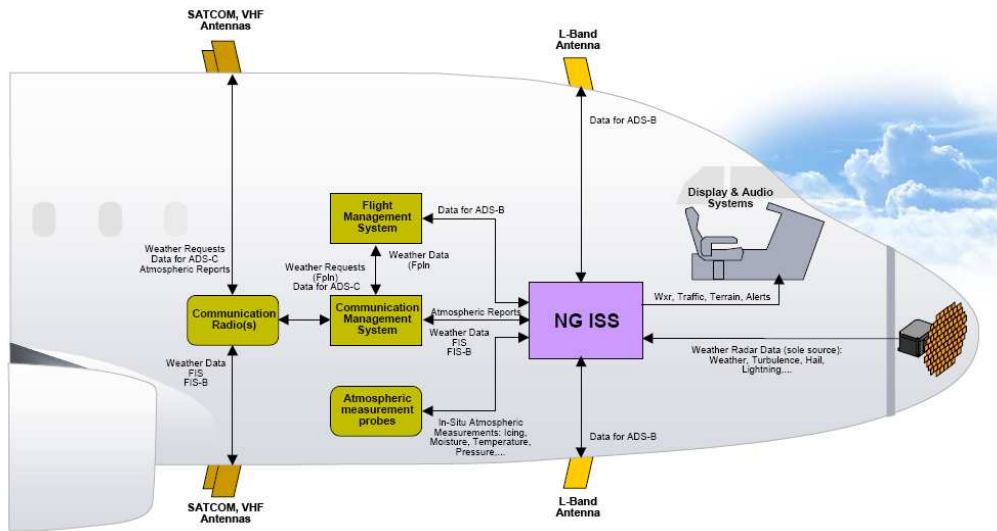 SATCOM, VHF
Antennas
L-Band
Antenna
Data for ADS-B
Display & Audio
Systems
Flight
Management
System
Data for ADS-B
Weather Requests
Data for ADS-C
Atmospheric Reports
Weather Requests
(Fpln)
Data for ADS-C
Weather Data
(Fpln
Wxr, Traffic, Terrain, Alerts
Communication
Radio(s)
Communication
Management
System
Atmospheric Reports
NG ISS
Weather Data
FIS
FIS-B
Weather Radar Data (sole source):
Weather, Turbulence, Hail,
Lightning,...
Weather Data
FIS
FIS-B
Atmospheric
measurement
probes
In-Situ Atmospheric
Measurements: Icing,
Moisture, Temperature,
Pressure,...
Data for ADS-B
SATCOM, VHF
Antennas
L-Band
Antenna